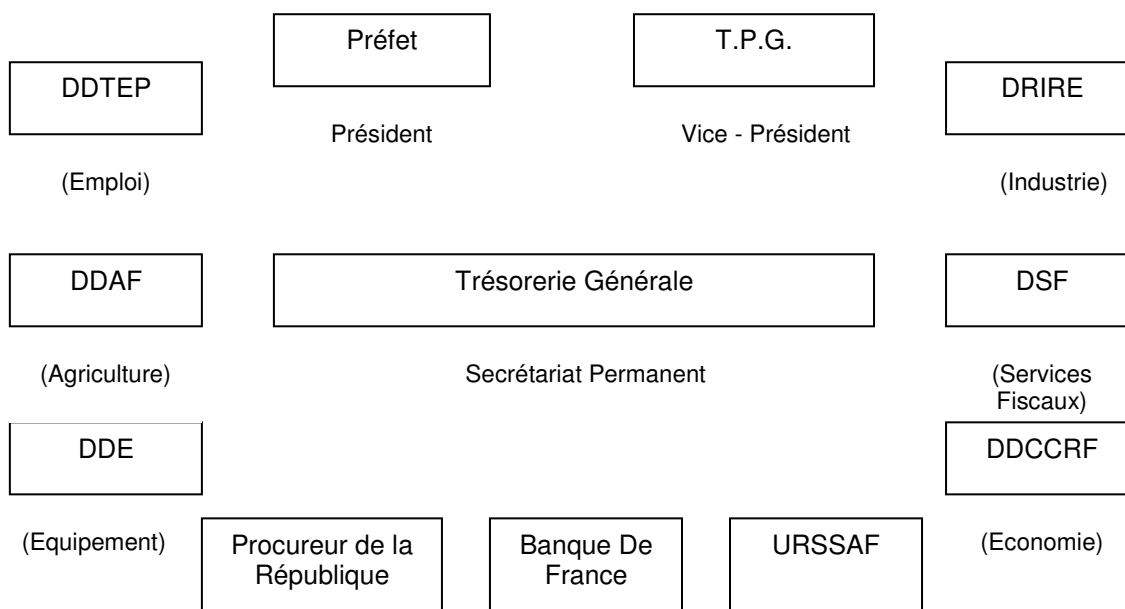 Préfet
T.P.G.
DDTEP
DRIRE
Président
Vice - Président
(Emploi)
(Industrie)
DDAF
Trésorerie Générale
DSF
(Agriculture)
Secrétariat Permanent
(Services
Fiscaux)
DDE
DDCCRF
(Equipement)
(Economie)
Procureur de la
République
Banque De
France
URSSAF